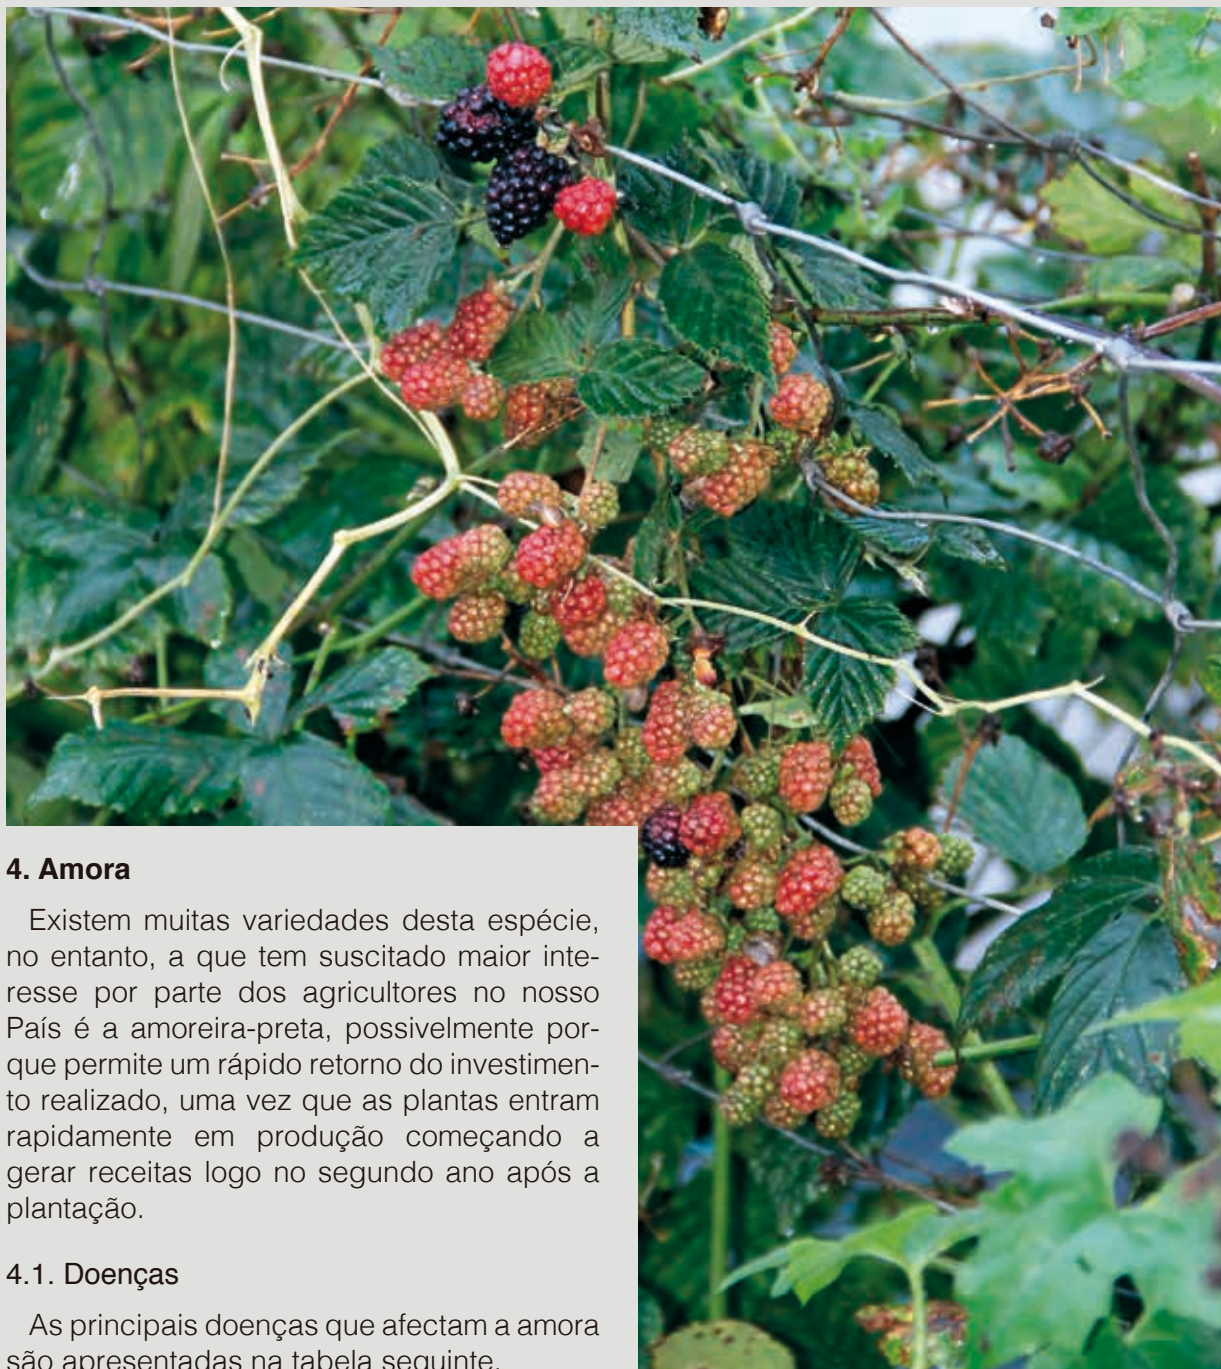 4. Amora
Existem muitas variedades desta espécie,
no entanto, a que tem suscitado maior inte-
resse por parte dos agricultores no nosso
País é a amoreira-preta, possivelmente por-
que permite um rápido retorno do investimen-
to realizado, uma vez que as plantas entram
rapidamente em produção começando a
gerar receitas logo no segundo ano após a
plantação.
4.1. Doenças
As principais doenças que afectam a amora
são apresentadas na tabela seguinte.